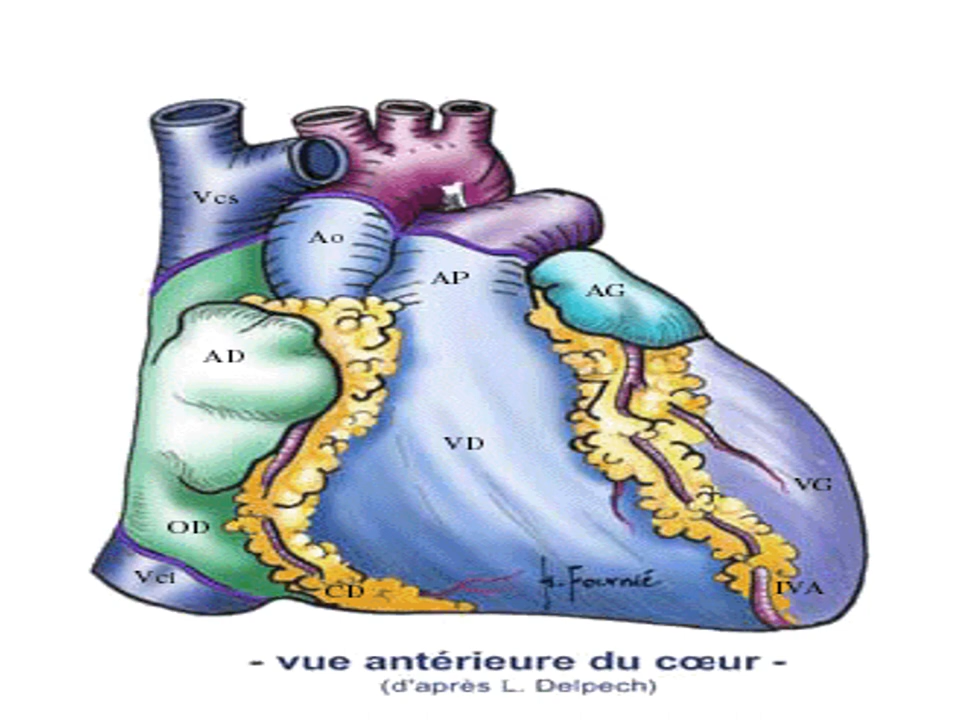 Vcs
Ao
AP
AG
AD
VD
VG
OD
Vci
CD
IVA
H. Fournié
- vue antérieure du cœur -
(d'après L. Delpech)